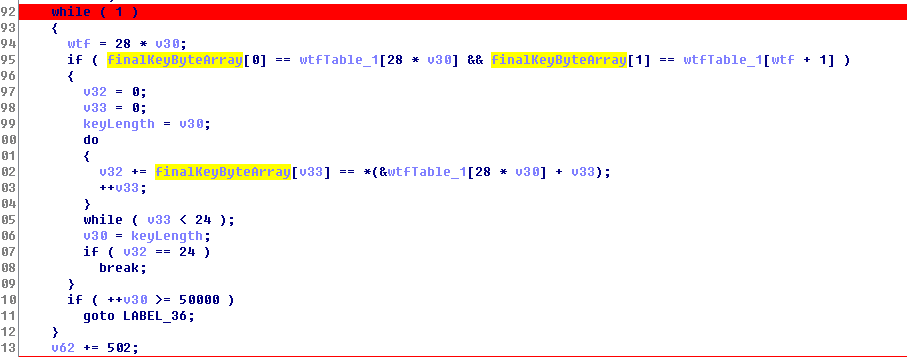 92 while ( 1 )
93 {
94 wtf = 28 * v30;
95 if ( finalKeyByteArray[0] == wtfTable_1[28 * v30] && finalKeyByteArray[1] == wtfTable_1[wtf + 1] )
96 {
97 v32 = 0;
98 v33 = 0;
99 keyLength = v30;
00 do
01 {
02 v32 += finalKeyByteArray[v33] == *(&wtfTable_1[28 * v30] + v33);
03 ++v33;
04 }
05 while ( v33 < 24 );
06 v30 = keyLength;
07 if ( v32 == 24 )
08 break;
09 }
10 if ( ++v30 >= 50000 )
11 goto LABEL_36;
12 }
13 v62 += 502;